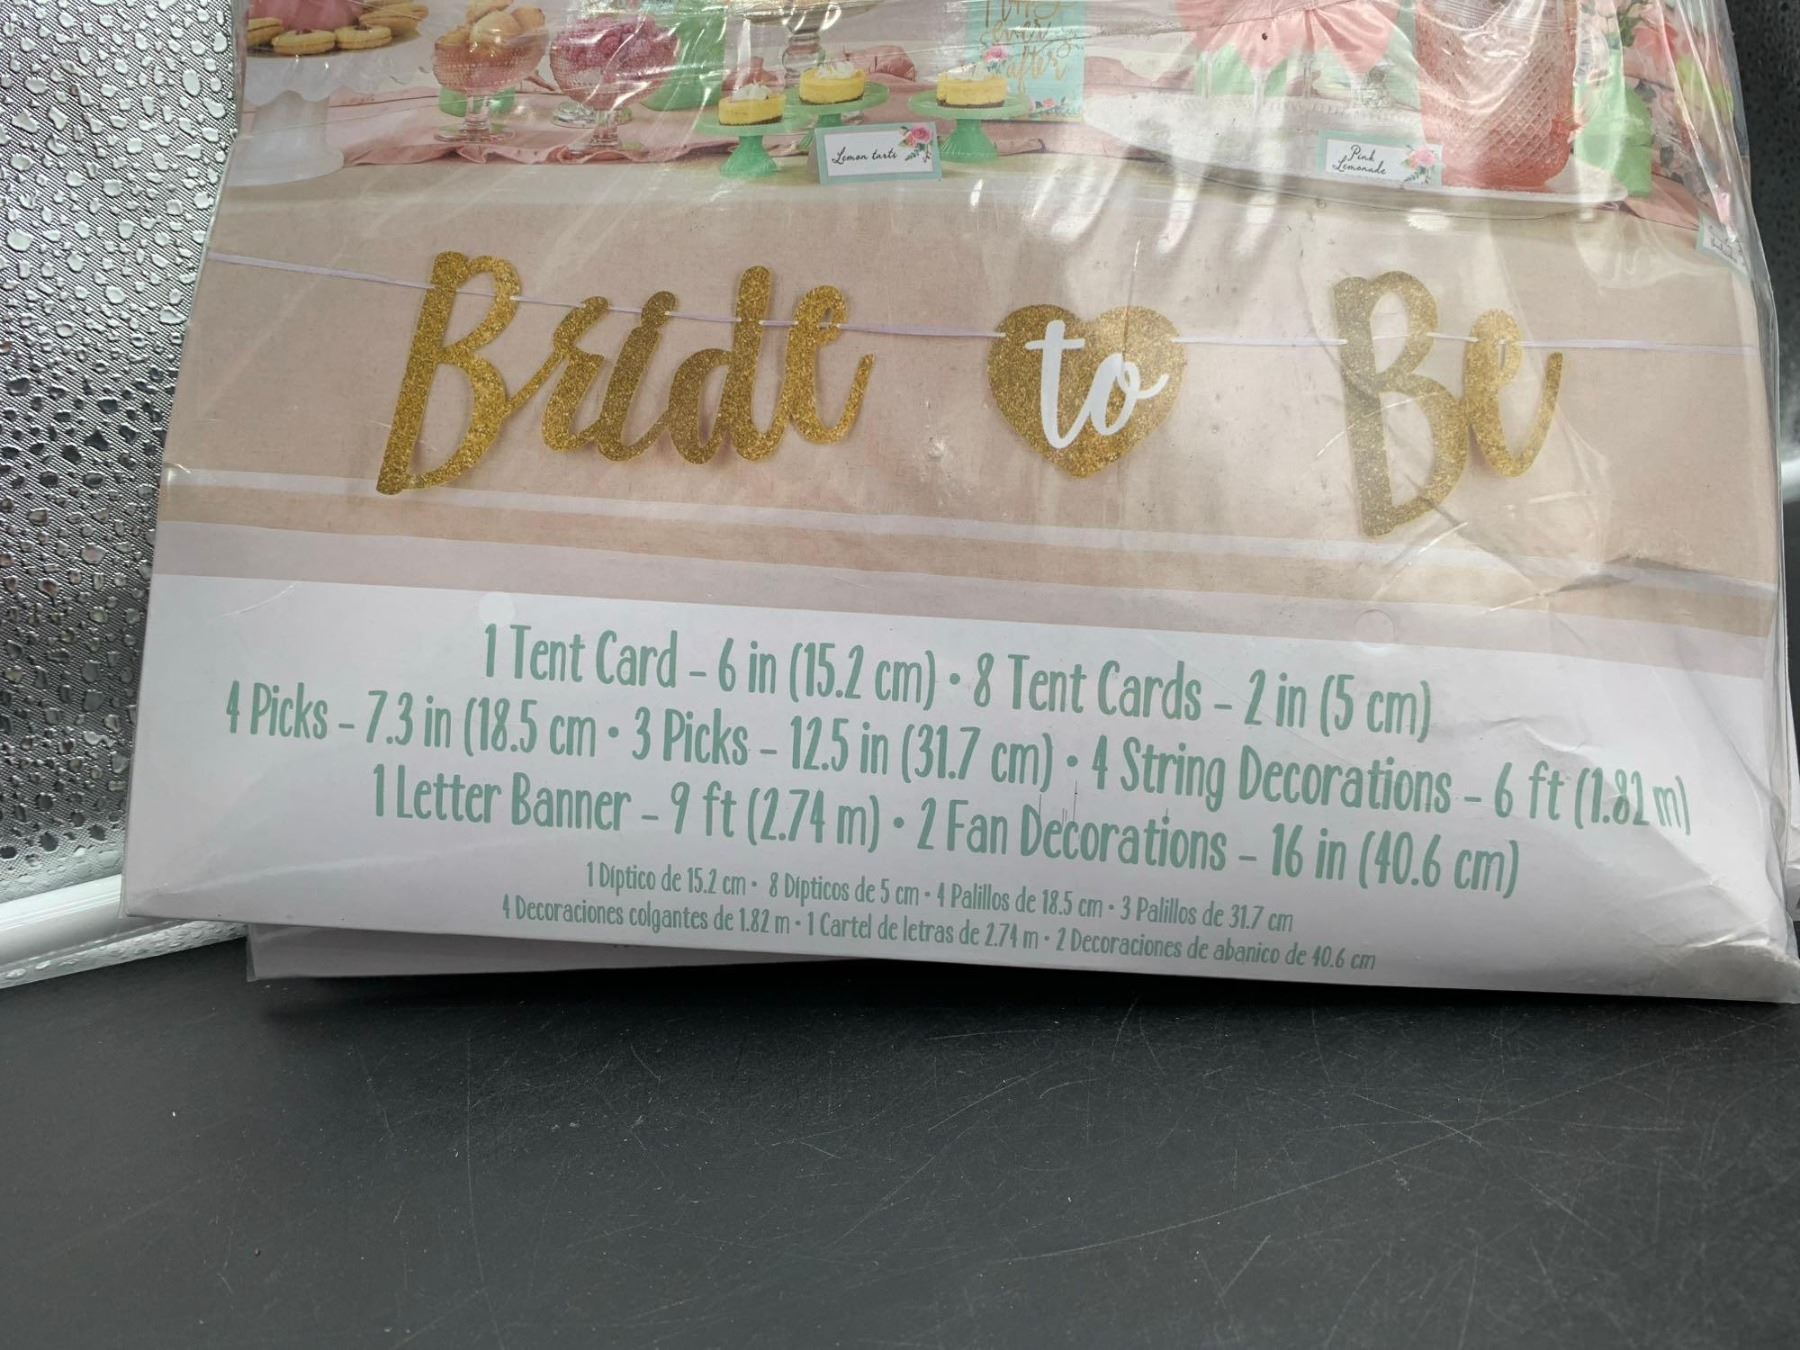 ever
after
Lemon tarts
Pink
Lemonade
Bride to Be
1 Tent Card – 6 in (15.2 cm) • 8 Tent Cards – 2 in (5 cm)
4 Picks – 7.3 in (18.5 cm • 3 Picks – 12.5 in (31.7 cm) • 4 String Decorations – 6 ft (1.82 m)
1 Letter Banner – 9 ft (2.74 m) • 2 Fan Decorations – 16 in (40.6 cm)
1 Díptico de 15.2 cm • 8 Dípticos de 5 cm • 4 Palillos de 18.5 cm • 3 Palillos de 31.7 cm
4 Decoraciones colgantes de 1.82 m • 1 Cartel de letras de 2.74 m • 2 Decoraciones de abanico de 40.6 cm